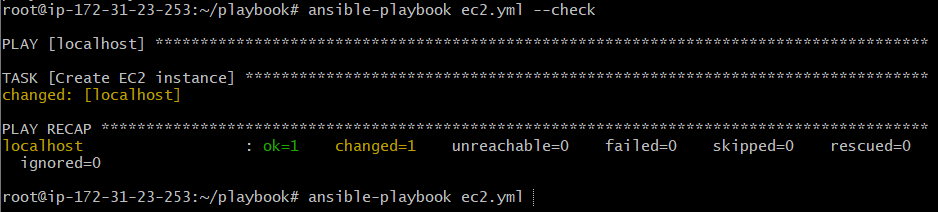 root@ip-172-31-23-253:~/playbook# ansible-playbook ec2.yml --check
PLAY [localhost] **************************************************************************************
TASK [Create EC2 instance] ****************************************************************************
changed: [localhost]
PLAY RECAP ********************************************************************************************
localhost                  : ok=1    changed=1    unreachable=0    failed=0    skipped=0    rescued=0
  ignored=0
root@ip-172-31-23-253:~/playbook# ansible-playbook ec2.yml